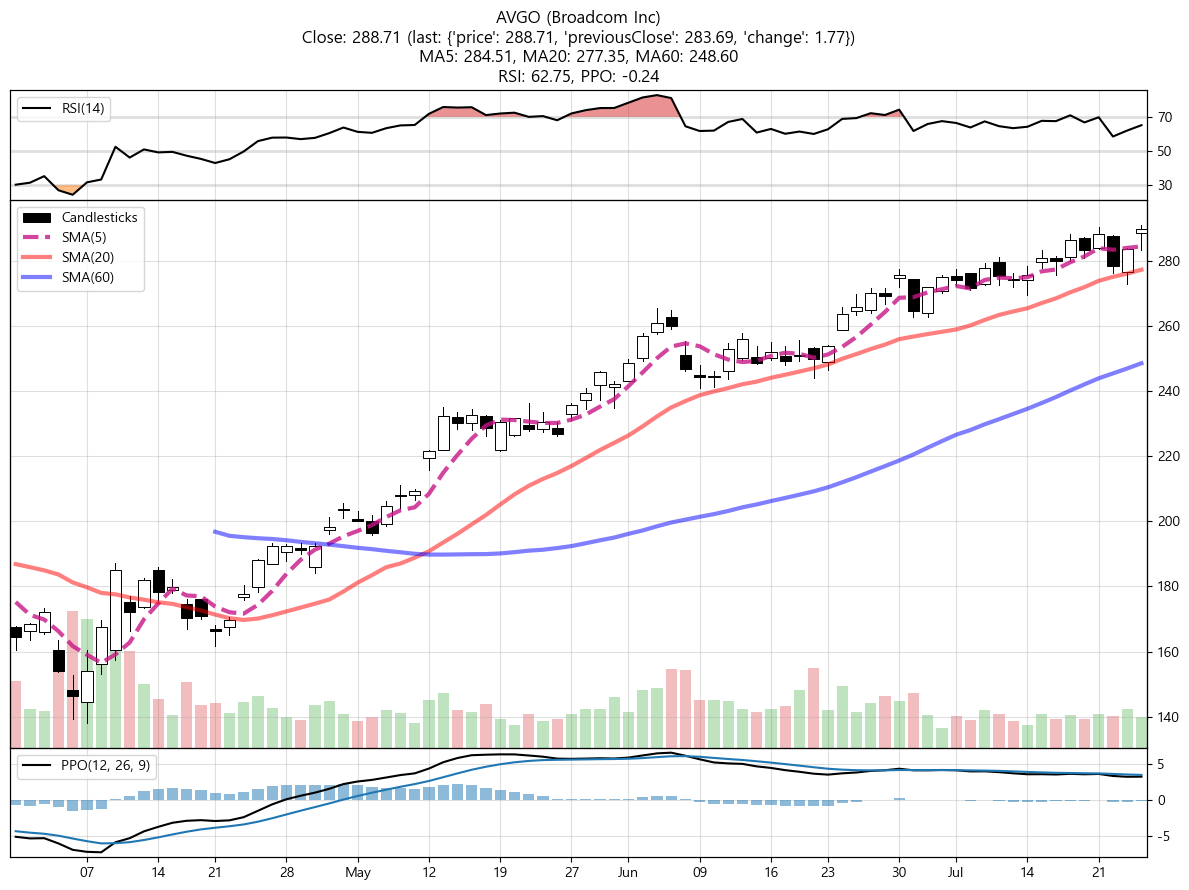 AVGO (Broadcom Inc)
Close: 288.71 (last: {'price': 288.71, 'previousClose': 283.69, 'change': 1.77})
MA5: 284.51, MA20: 277.35, MA60: 248.60
RSI: 62.75, PPO: -0.24
RSI(14)
70
50
30
Candlesticks
SMA(5)
SMA(20)
SMA(60)
280
260
240
220
200
180
160
140
PPO(12, 26, 9)
5
0
-5
07 14 21 28 May 12 19 27 Jun 09 16 23 30 Jul 14 21